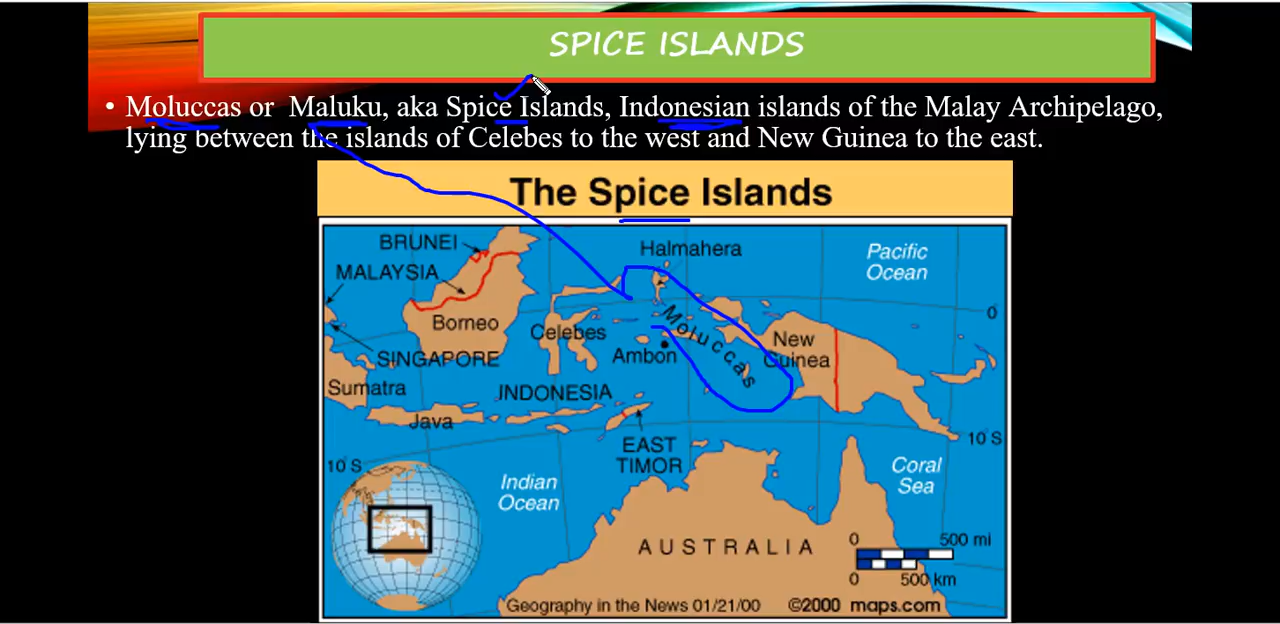 SPICE ISLANDS
• Moluccas or Maluku, aka Spice Islands, Indonesian islands of the Malay Archipelago,
lying between the islands of Celebes to the west and New Guinea to the east.
The Spice Islands
BRUNEI
Halmahera
Pacific
Ocean
MALAYSIA
0°
Borneo
Celebes
Moluccas
New
Guinea
Ambon
SINGAPORE
Sumatra
INDONESIA
Java
EAST
TIMOR
10°S
10°S
Indian
Ocean
Coral
Sea
AUSTRALIA
0 500 mi
0 500 km
Geography in the News 01/21/00 ©2000 maps.com